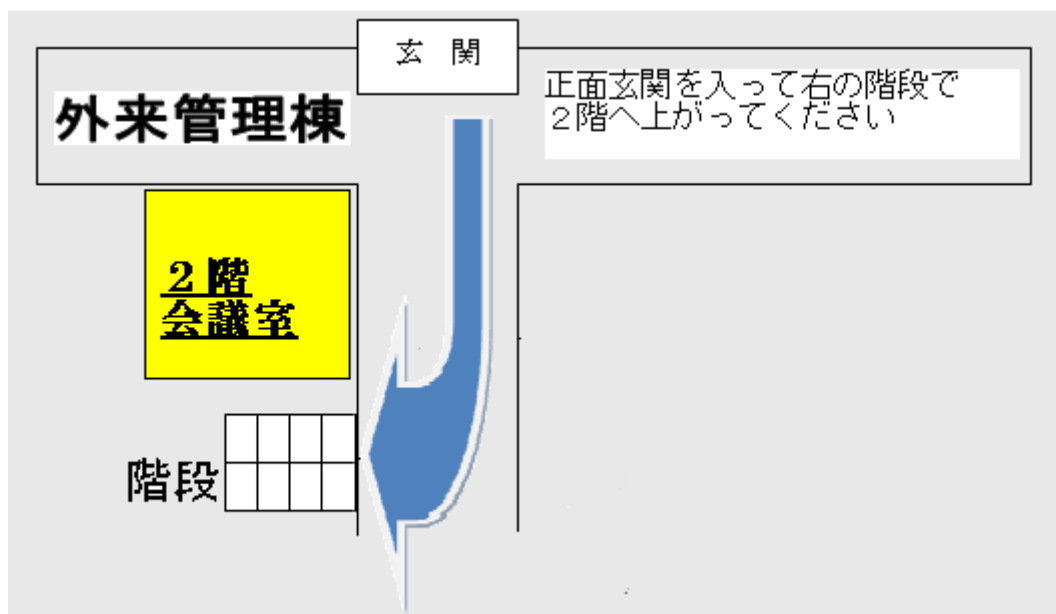 玄 関
外来管理棟
正面玄関を入って右の階段で
２階へ上がってください
２階
会議室
階段